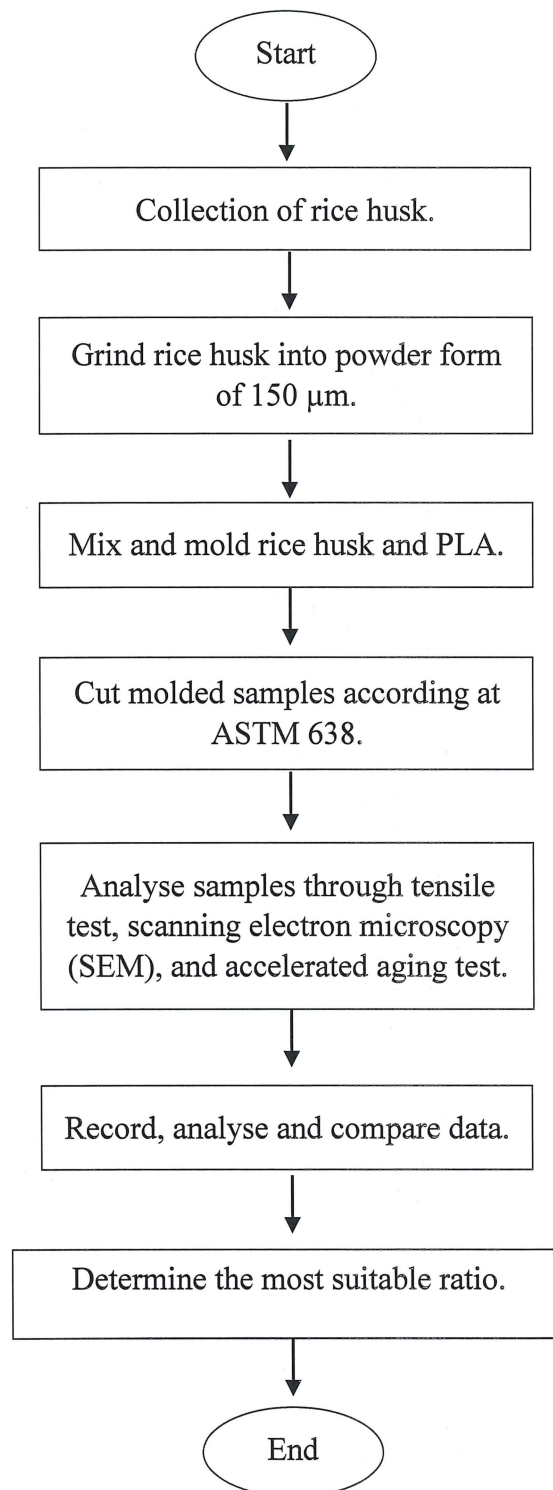 Start
Collection of rice husk.
Grind rice husk into powder form
of 150 µm.
Mix and mold rice husk and PLA.
Cut molded samples according at
ASTM 638.
Analyse samples through tensile
test, scanning electron microscopy
(SEM), and accelerated aging test.
Record, analyse and compare data.
Determine the most suitable ratio.
End